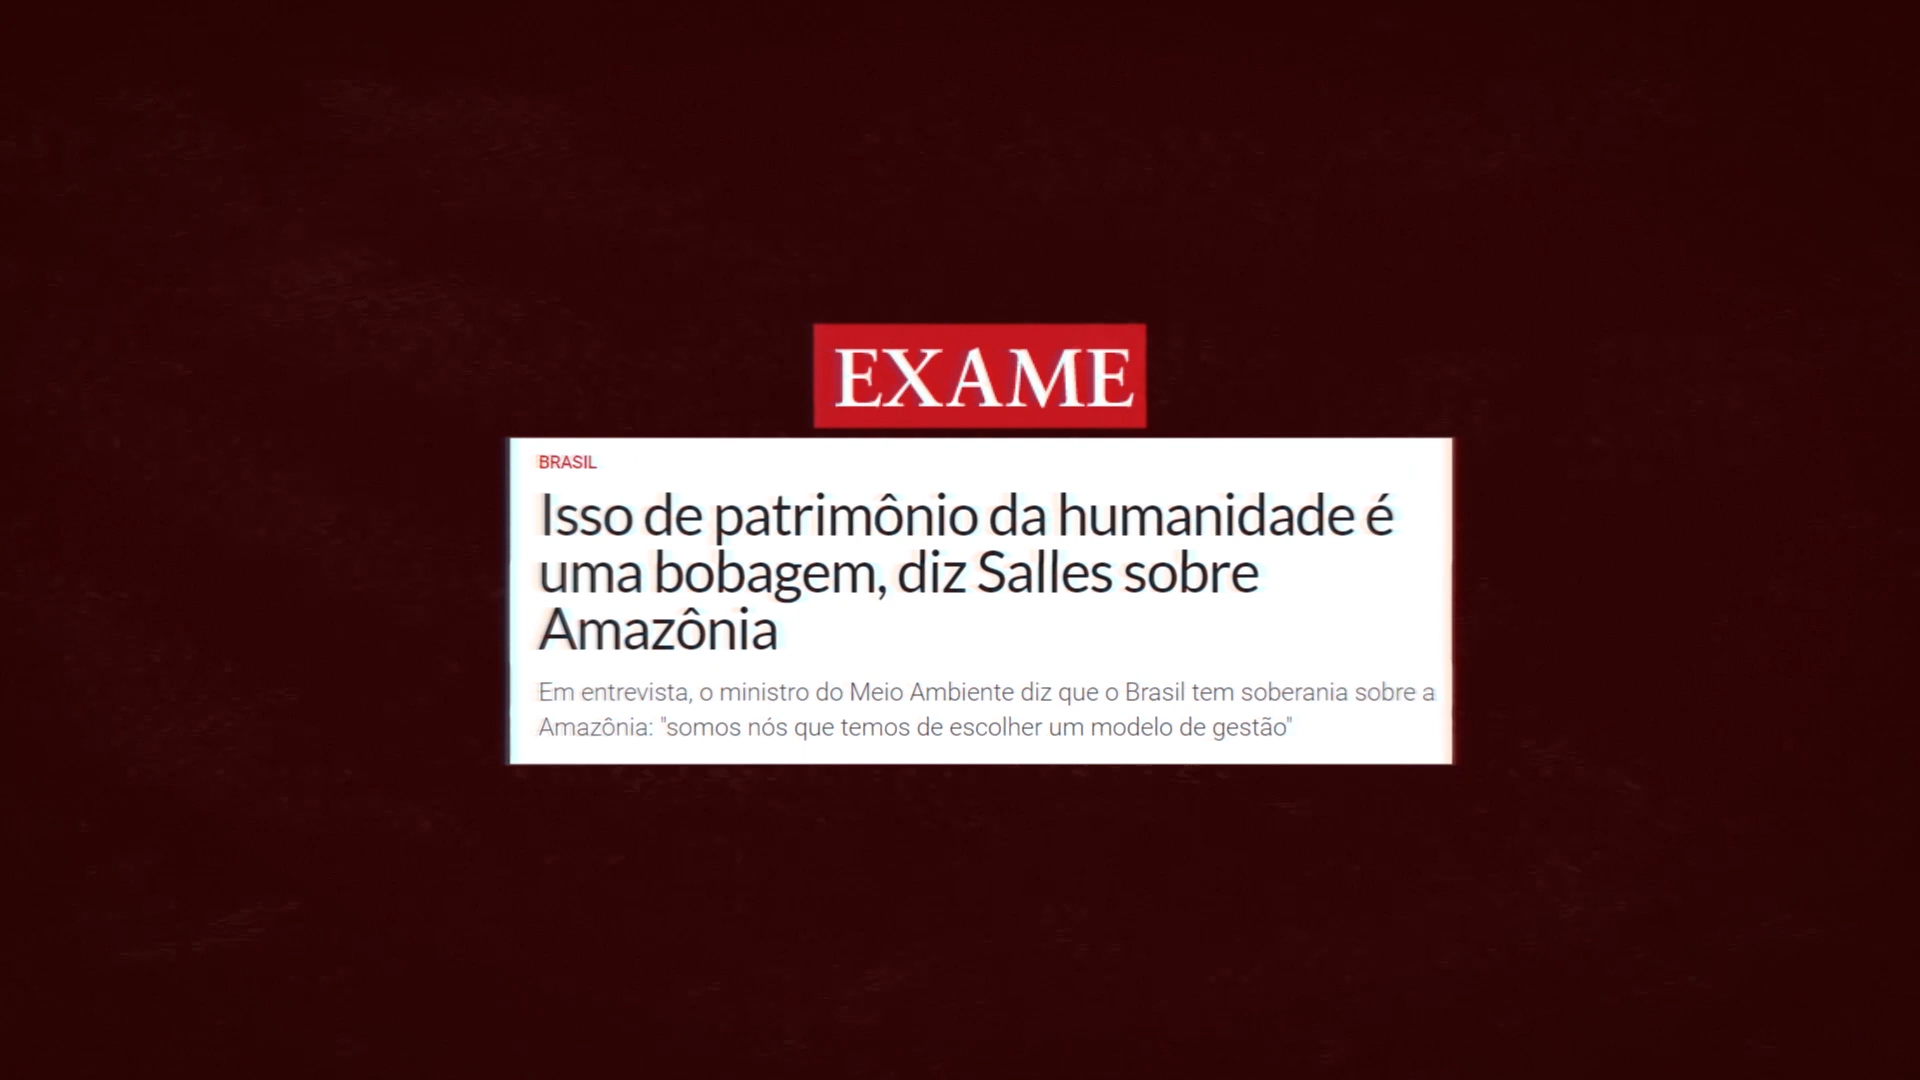 EXAME
BRASIL
Isso de patrimônio da humanidade é
uma bobagem, diz Salles sobre
Amazônia
Em entrevista, o ministro do Meio Ambiente diz que o Brasil tem soberania sobre a
Amazônia: "somos nós que temos de escolher um modelo de gestão"